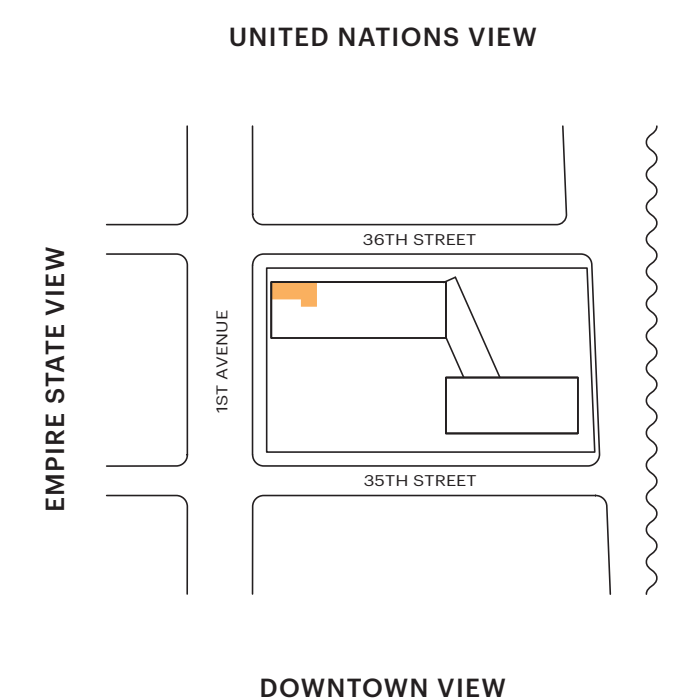 UNITED NATIONS VIEW
36TH STREET
EMPIRE STATE VIEW
1ST AVENUE
35TH STREET
DOWNTOWN VIEW